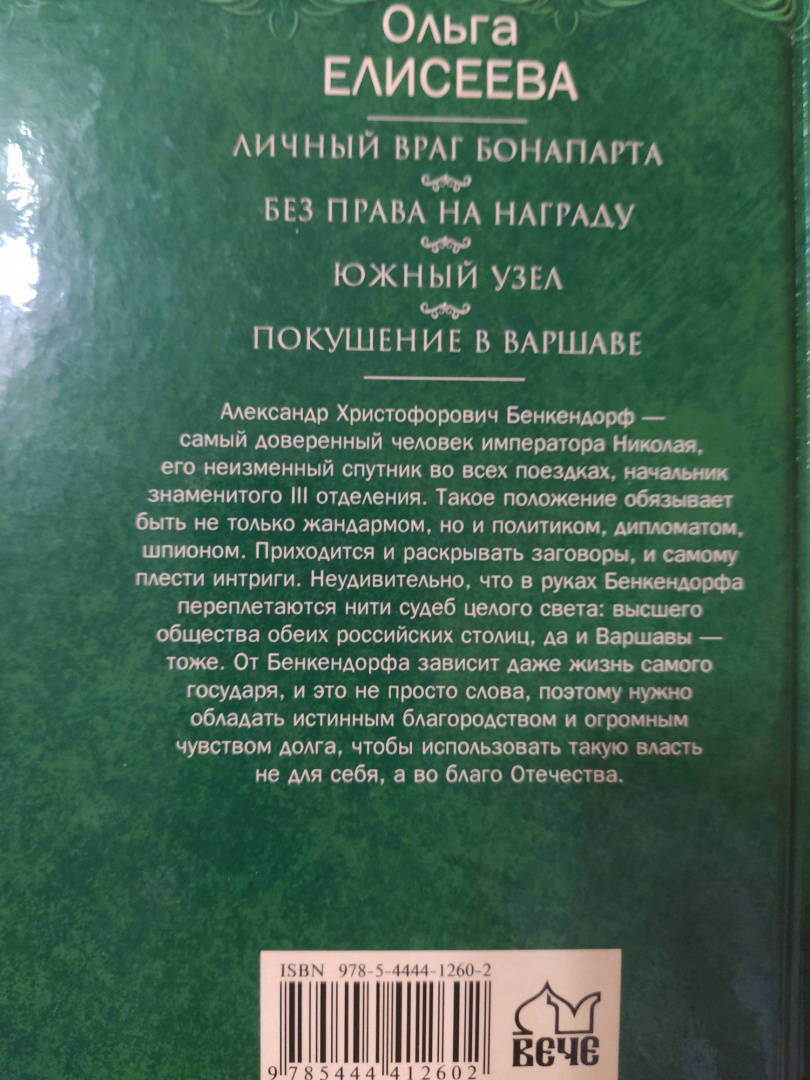 Ольга
ЕЛИСЕЕВА
ЛИЧНЫЙ ВРАГ БОНАПАРТА
БЕЗ ПРАВА НА НАГРАДУ
ЮЖНЫЙ УЗЕЛ
ПОКУШЕНИЕ В ВАРШАВЕ
Александр Христофорович Бенкендорф —
самый доверенный человек императора Николая,
его неизменный спутник во всех поездках, начальник
знаменитого III отделения. Такое положение обязывает
быть не только жандармом, но и политиком, дипломатом,
шпионом. Приходится и раскрывать заговоры, и самому
плести интриги. Неудивительно, что в руках Бенкендорфа
переплетаются нити судеб целого света: высшего
общества обеих российских столиц, да и Варшавы —
тоже. От Бенкендорфа зависит даже жизнь самого
государя, и это не просто слова, поэтому нужно
обладать истинным благородством и огромным
чувством долга, чтобы использовать такую власть
не для себя, а во благо Отечества.
ISBN 978-5-4444-1260-2
9 785444 412602
ВЕЧЕ